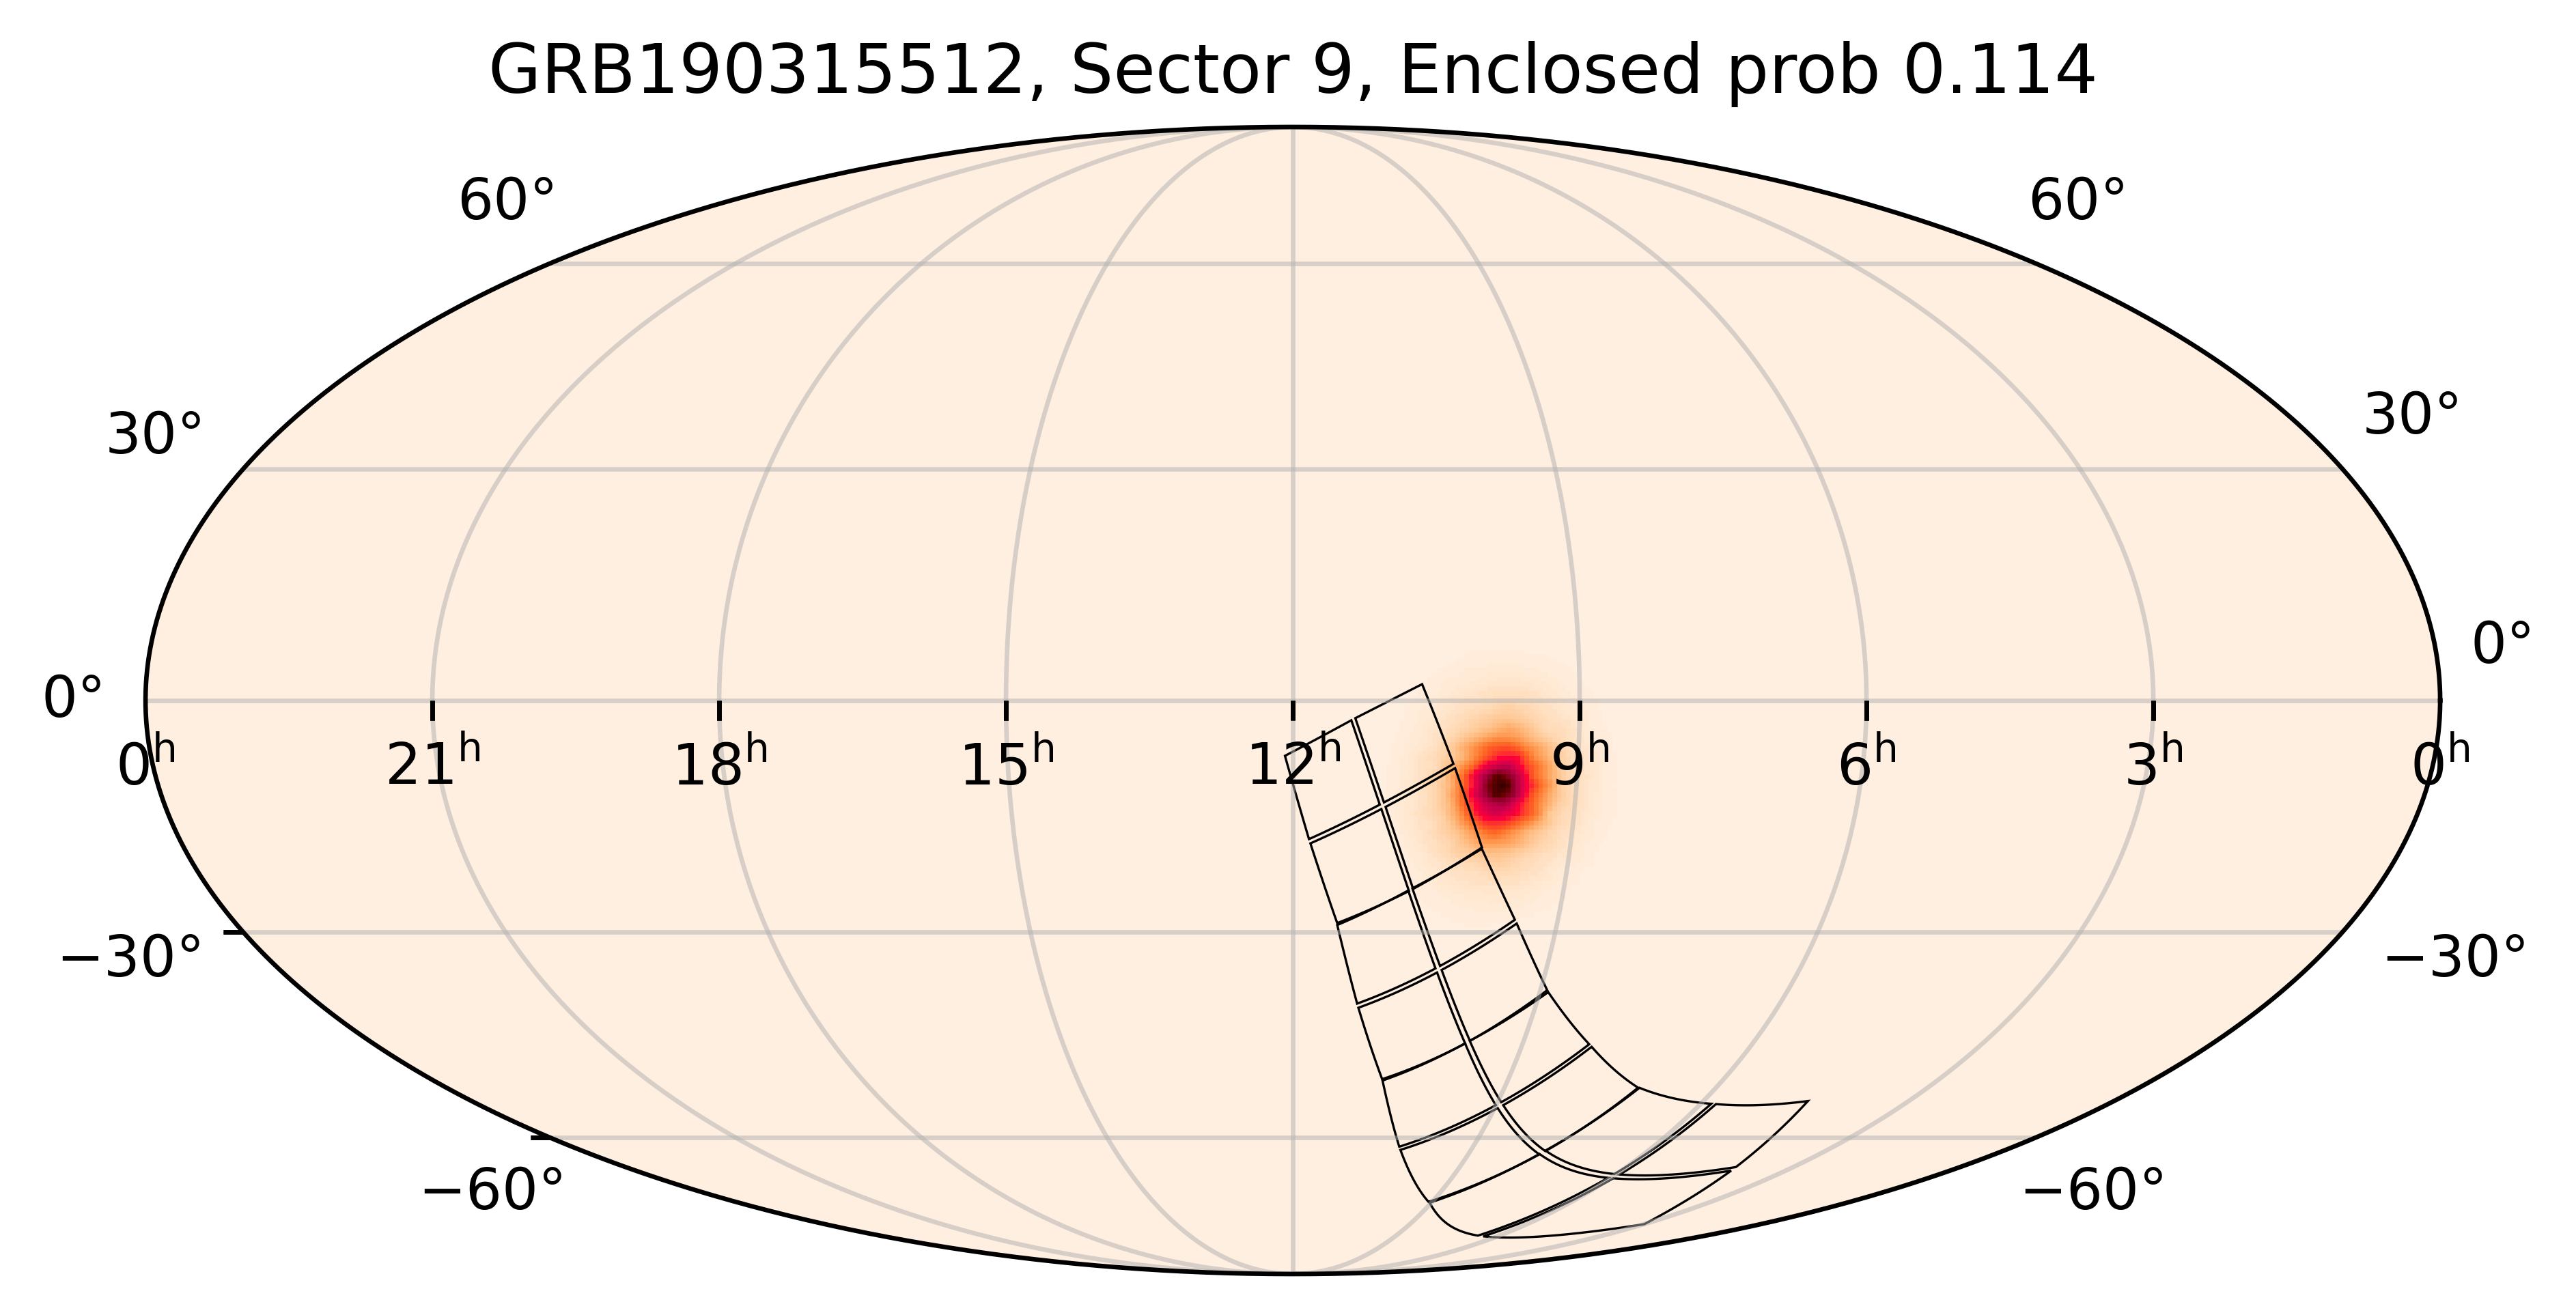 GRB190315512, Sector 9, Enclosed prob 0.114
60° 60°
30° 30°
0° 0°
0ʰ 21ʰ 18ʰ 15ʰ 12ʰ 9ʰ 6ʰ 3ʰ 0ʰ
−30° −30°
−60° −60°